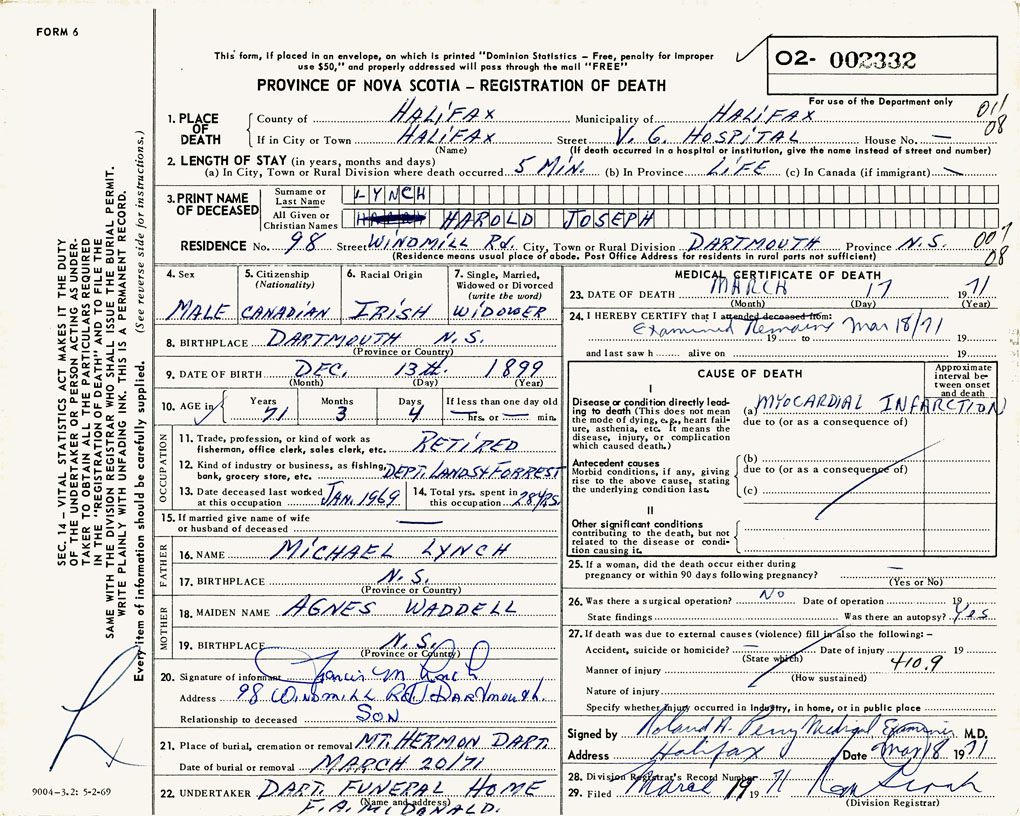 FORM 6
This form, if placed in an envelope, on which is printed "Dominion Statistics – Free, penalty for improper
use $50," and properly addressed will pass through the mail "FREE"
PROVINCE OF NOVA SCOTIA – REGISTRATION OF DEATH
02- 002332
For use of the Department only
1. PLACE OF DEATH County of HALIFAX Municipality of HALIFAX 08
If in City or Town HALIFAX Street V. G. HOSPITAL House No. —
(Name) (If death occurred in a hospital or institution, give the name instead of street and number)
2. LENGTH OF STAY (in years, months and days)
(a) In City, Town or Rural Division where death occurred 5 MIN. (b) In Province LIFE (c) In Canada (if immigrant) —
3. PRINT NAME OF DECEASED Surname or Last Name LYNCH
All Given or Christian Names HAROLD JOSEPH
RESIDENCE No. 98 Street WINDMILL Rd. City, Town or Rural Division DARTMOUTH Province N.S. 08
(Residence means usual place of abode. Post Office Address for residents in rural parts not sufficient)
4. Sex MALE
5. Citizenship (Nationality) CANADIAN
6. Racial Origin IRISH
7. Single, Married, Widowed or Divorced (write the word) WIDOWER
8. BIRTHPLACE DARTMOUTH N.S.
(Province or Country)
9. DATE OF BIRTH DEC. 13th. 1899
(Month) (Day) (Year)
10. AGE in Years 71 Months 3 Days 4 If less than one day — hrs. or — min.
OCCUPATION
11. Trade, profession, or kind of work as fisherman, office clerk, sales clerk, etc. RETIRED
12. Kind of industry or business, as fishing, bank, grocery store, etc. DEPT. LANDS & FORREST
13. Date deceased last worked at this occupation JAN. 1969
14. Total yrs. spent in this occupation 28 YRS.
15. If married give name of wife or husband of deceased —
FATHER
16. NAME MICHAEL LYNCH
17. BIRTHPLACE N.S.
(Province or Country)
MOTHER
18. MAIDEN NAME AGNES WADDELL
19. BIRTHPLACE N.S.
(Province or Country)
20. Signature of informant Francis M Lynch
Address 98 Windmill Rd Dartmouth.
Relationship to deceased Son
21. Place of burial, cremation or removal MT. HERMON DART.
Date of burial or removal MARCH 20/71
22. UNDERTAKER DART. FUNERAL HOME
(Name and address)
F. A. McDONALD.
MEDICAL CERTIFICATE OF DEATH
23. DATE OF DEATH MARCH 17 1971
(Month) (Day) (Year)
24. I HEREBY CERTIFY that I attended deceased from:
Examined Remains Mar 18/71
19 to 19
and last saw h alive on 19
CAUSE OF DEATH
Approximate interval between onset and death
I
Disease or condition directly leading to death (This does not mean the mode of dying, e.g., heart failure, asthenia, etc. It means the disease, injury, or complication which caused death.)
(a) MYOCARDIAL INFARCTION
due to (or as a consequence of)
Antecedent causes
Morbid conditions, if any, giving rise to the above cause, stating the underlying condition last.
(b)
due to (or as a consequence of)
(c)
II
Other significant conditions
contributing to the death, but not related to the disease or condition causing it.
25. If a woman, did the death occur either during
pregnancy or within 90 days following pregnancy? —
(Yes or No)
26. Was there a surgical operation? No Date of operation 19
State findings Was there an autopsy? Yes
27. If death was due to external causes (violence) fill in also the following: –
Accident, suicide or homicide? — Date of injury 19
(State which)
Manner of injury 410.9
(How sustained)
Nature of injury
Specify whether injury occurred in Industry, in home, or in public place
Signed by Roland A. Perry Medical Examiner M.D.
Address Halifax Date Mar 18 1971
28. Division Registrar's Record Number
29. Filed March 19 1971
(Division Registrar)
SEC. 14 – VITAL STATISTICS ACT MAKES IT THE DUTY
OF THE UNDERTAKER OR PERSON ACTING AS UNDER-
TAKER TO OBTAIN ALL THE PARTICULARS REQUIRED
IN THE "REGISTRATION OF DEATH" AND TO FILE THE
SAME WITH THE DIVISION REGISTRAR WHO SHALL ISSUE THE BURIAL PERMIT.
WRITE PLAINLY WITH UNFADING INK. THIS IS A PERMANENT RECORD.
Every item of information should be carefully supplied. (See reverse side for instructions.)
9004-3.2: 5-2-69